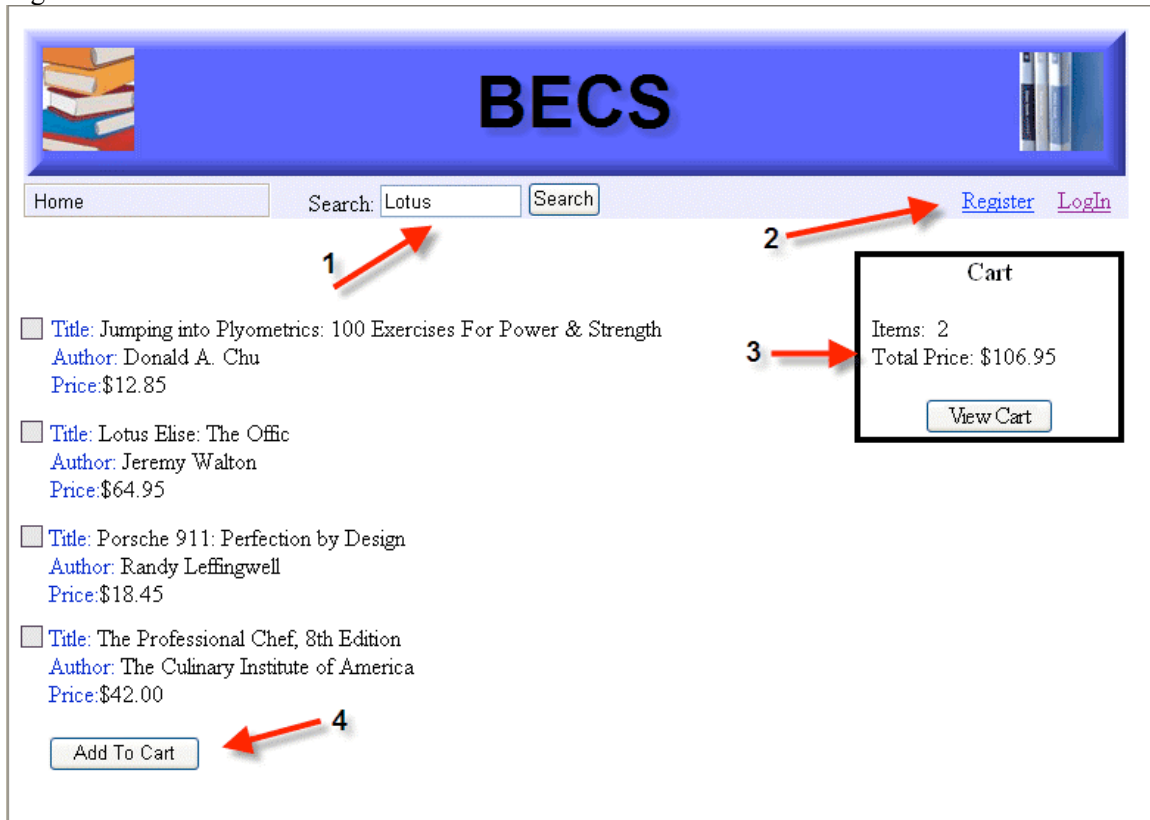 BECS
Home Search: Lotus Search Register LogIn
1
2
Cart
Items: 2
Total Price: $106.95
3
View Cart
Title: Jumping into Plyometrics: 100 Exercises For Power & Strength
Author: Donald A. Chu
Price:$12.85
Title: Lotus Elise: The Offic
Author: Jeremy Walton
Price:$64.95
Title: Porsche 911: Perfection by Design
Author: Randy Leffingwell
Price:$18.45
Title: The Professional Chef, 8th Edition
Author: The Culinary Institute of America
Price:$42.00
4
Add To Cart